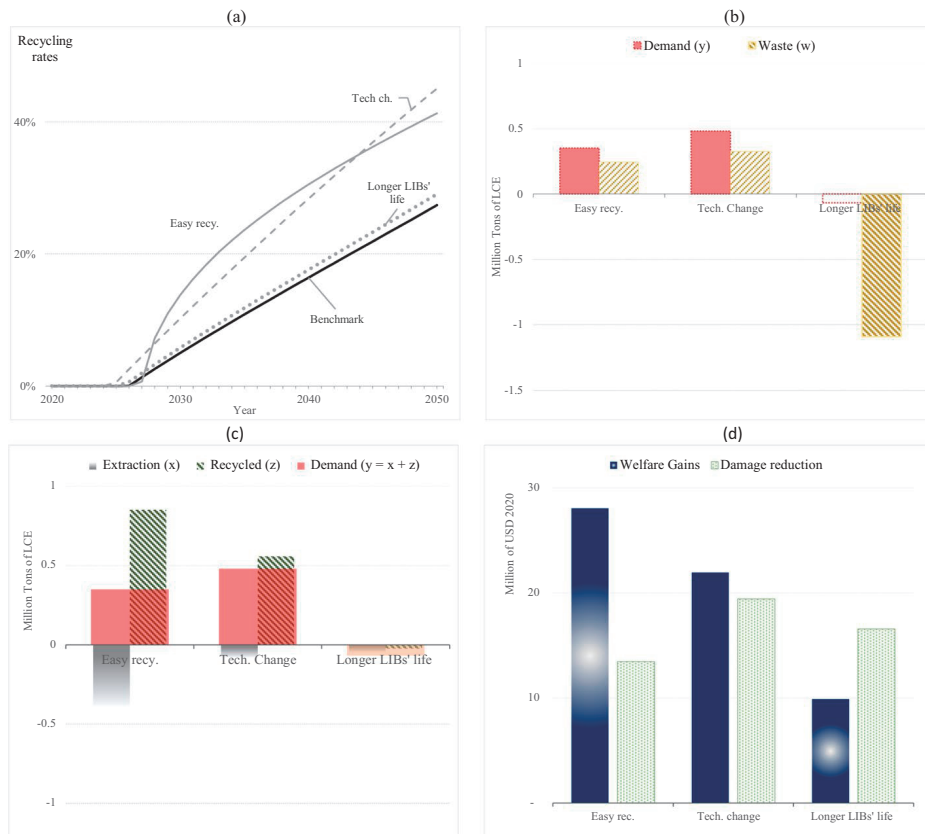 (a)
Recycling
rates
40%
20%
0%
Tech ch.
Longer LIBs'
life
Easy recy.
Benchmark
2020
2030
2040
2050
Year
(b)
Demand (y)
Waste (w)
1
0.5
0
-0.5
-1
-1.5
Million Tons of LCE
Easy recy.
Tech. Change
Longer LIBs' life
(c)
Extraction (x)
Recycled (z)
Demand (y = x + z)
1
0.5
0
-0.5
-1
Million Tons of LCE
Easy recy.
Tech. Change
Longer LIBs' life
(d)
Welfare Gains
Damage reduction
30
20
10
-
Million of USD 2020
Easy rec.
Tech. change
Longer LIBs' life